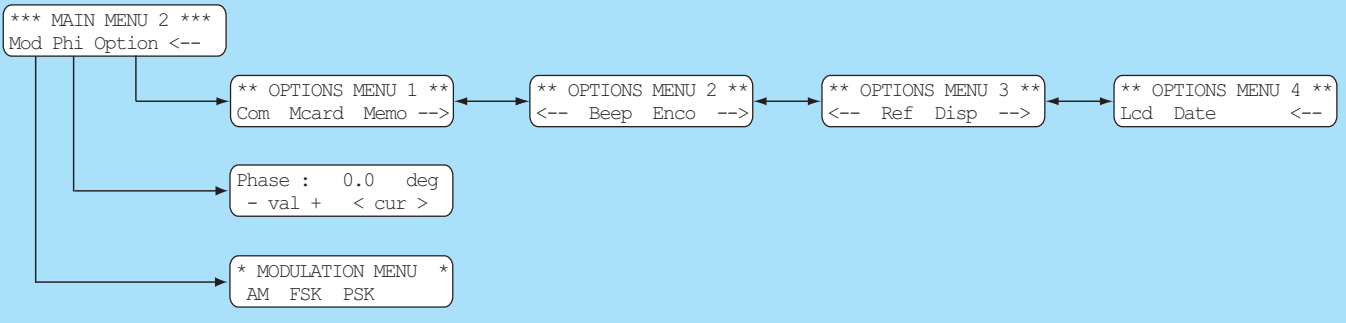 *** MAIN MENU 2 ***
Mod Phi Option <--
** OPTIONS MENU 1 **
Com Mcard Memo -->
** OPTIONS MENU 2 **
<-- Beep Enco -->
** OPTIONS MENU 3 **
<-- Ref Disp -->
** OPTIONS MENU 4 **
Lcd Date <--
Phase : 0.0 deg
- val + < cur >
* MODULATION MENU *
AM FSK PSK